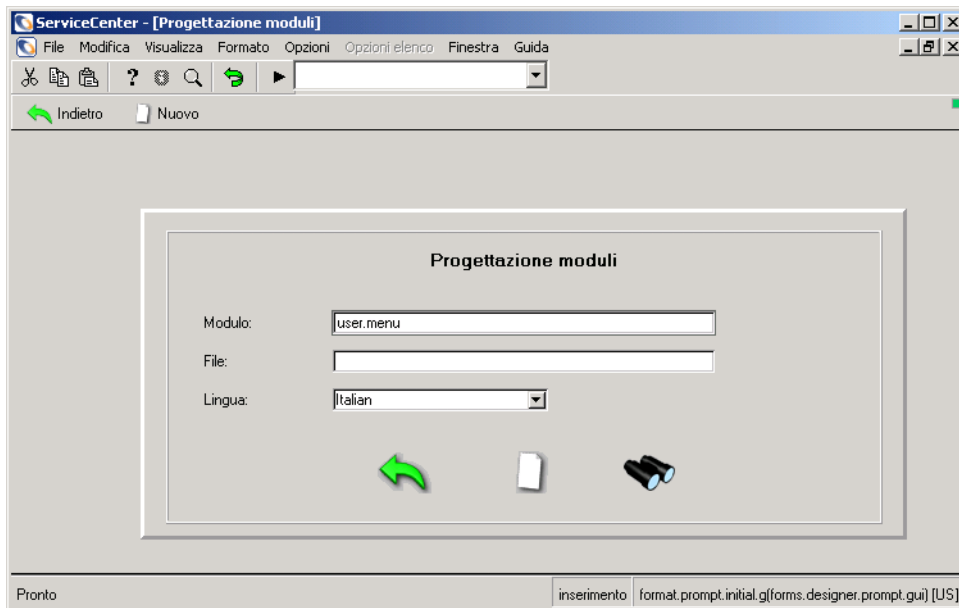 ServiceCenter - [Progettazione moduli]
File Modifica Visualizza Formato Opzioni Opzioni elenco Finestra Guida
Indietro Nuovo
Progettazione moduli
Modulo: user.menu
File:
Lingua: Italian
Pronto inserimento format.prompt.initial.g(forms.designer.prompt.gui) [US]